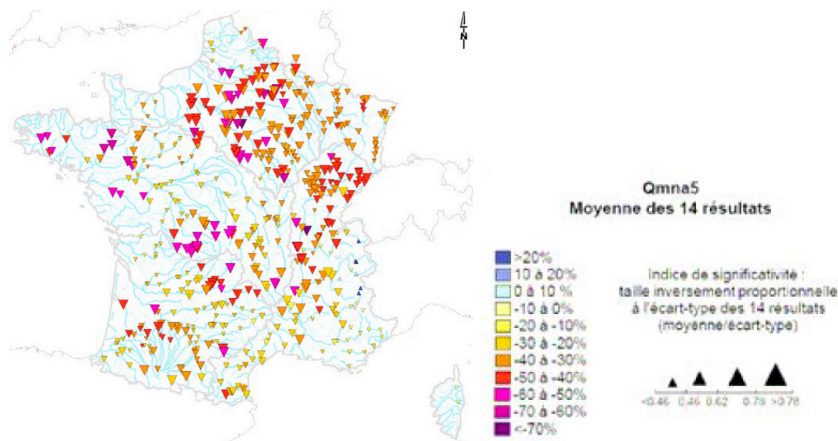 N
Qmna5
Moyenne des 14 résultats
>20%
10 à 20%
0 à 10 %
-10 à 0%
-20 à -10%
-30 à -20%
-40 à -30%
-50 à -40%
-60 à -50%
-70 à -60%
<-70%
Indice de significativité :
taille inversement proportionnelle
à l'écart-type des 14 résultats
(moyenne/écart-type)
<0.46 0.46 0.62 0.78 >0.78